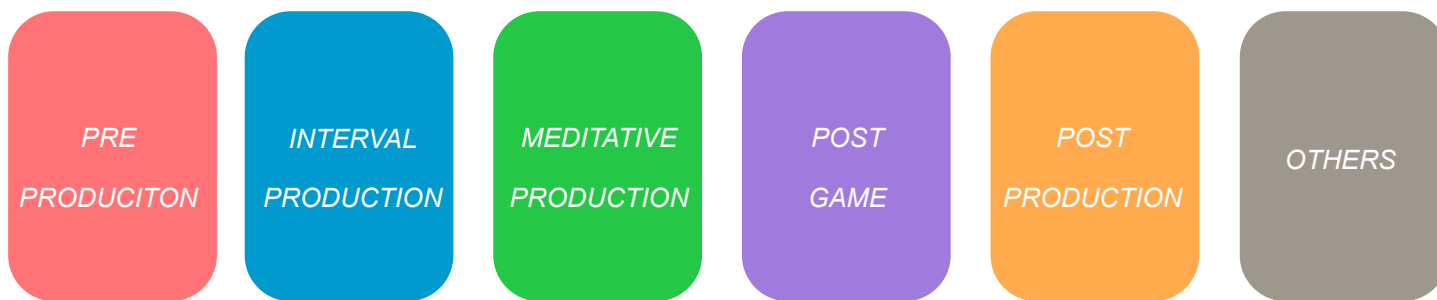 PRE
PRODUCITON
INTERVAL
PRODUCTION
MEDITATIVE
PRODUCTION
POST
GAME
POST
PRODUCTION
OTHERS